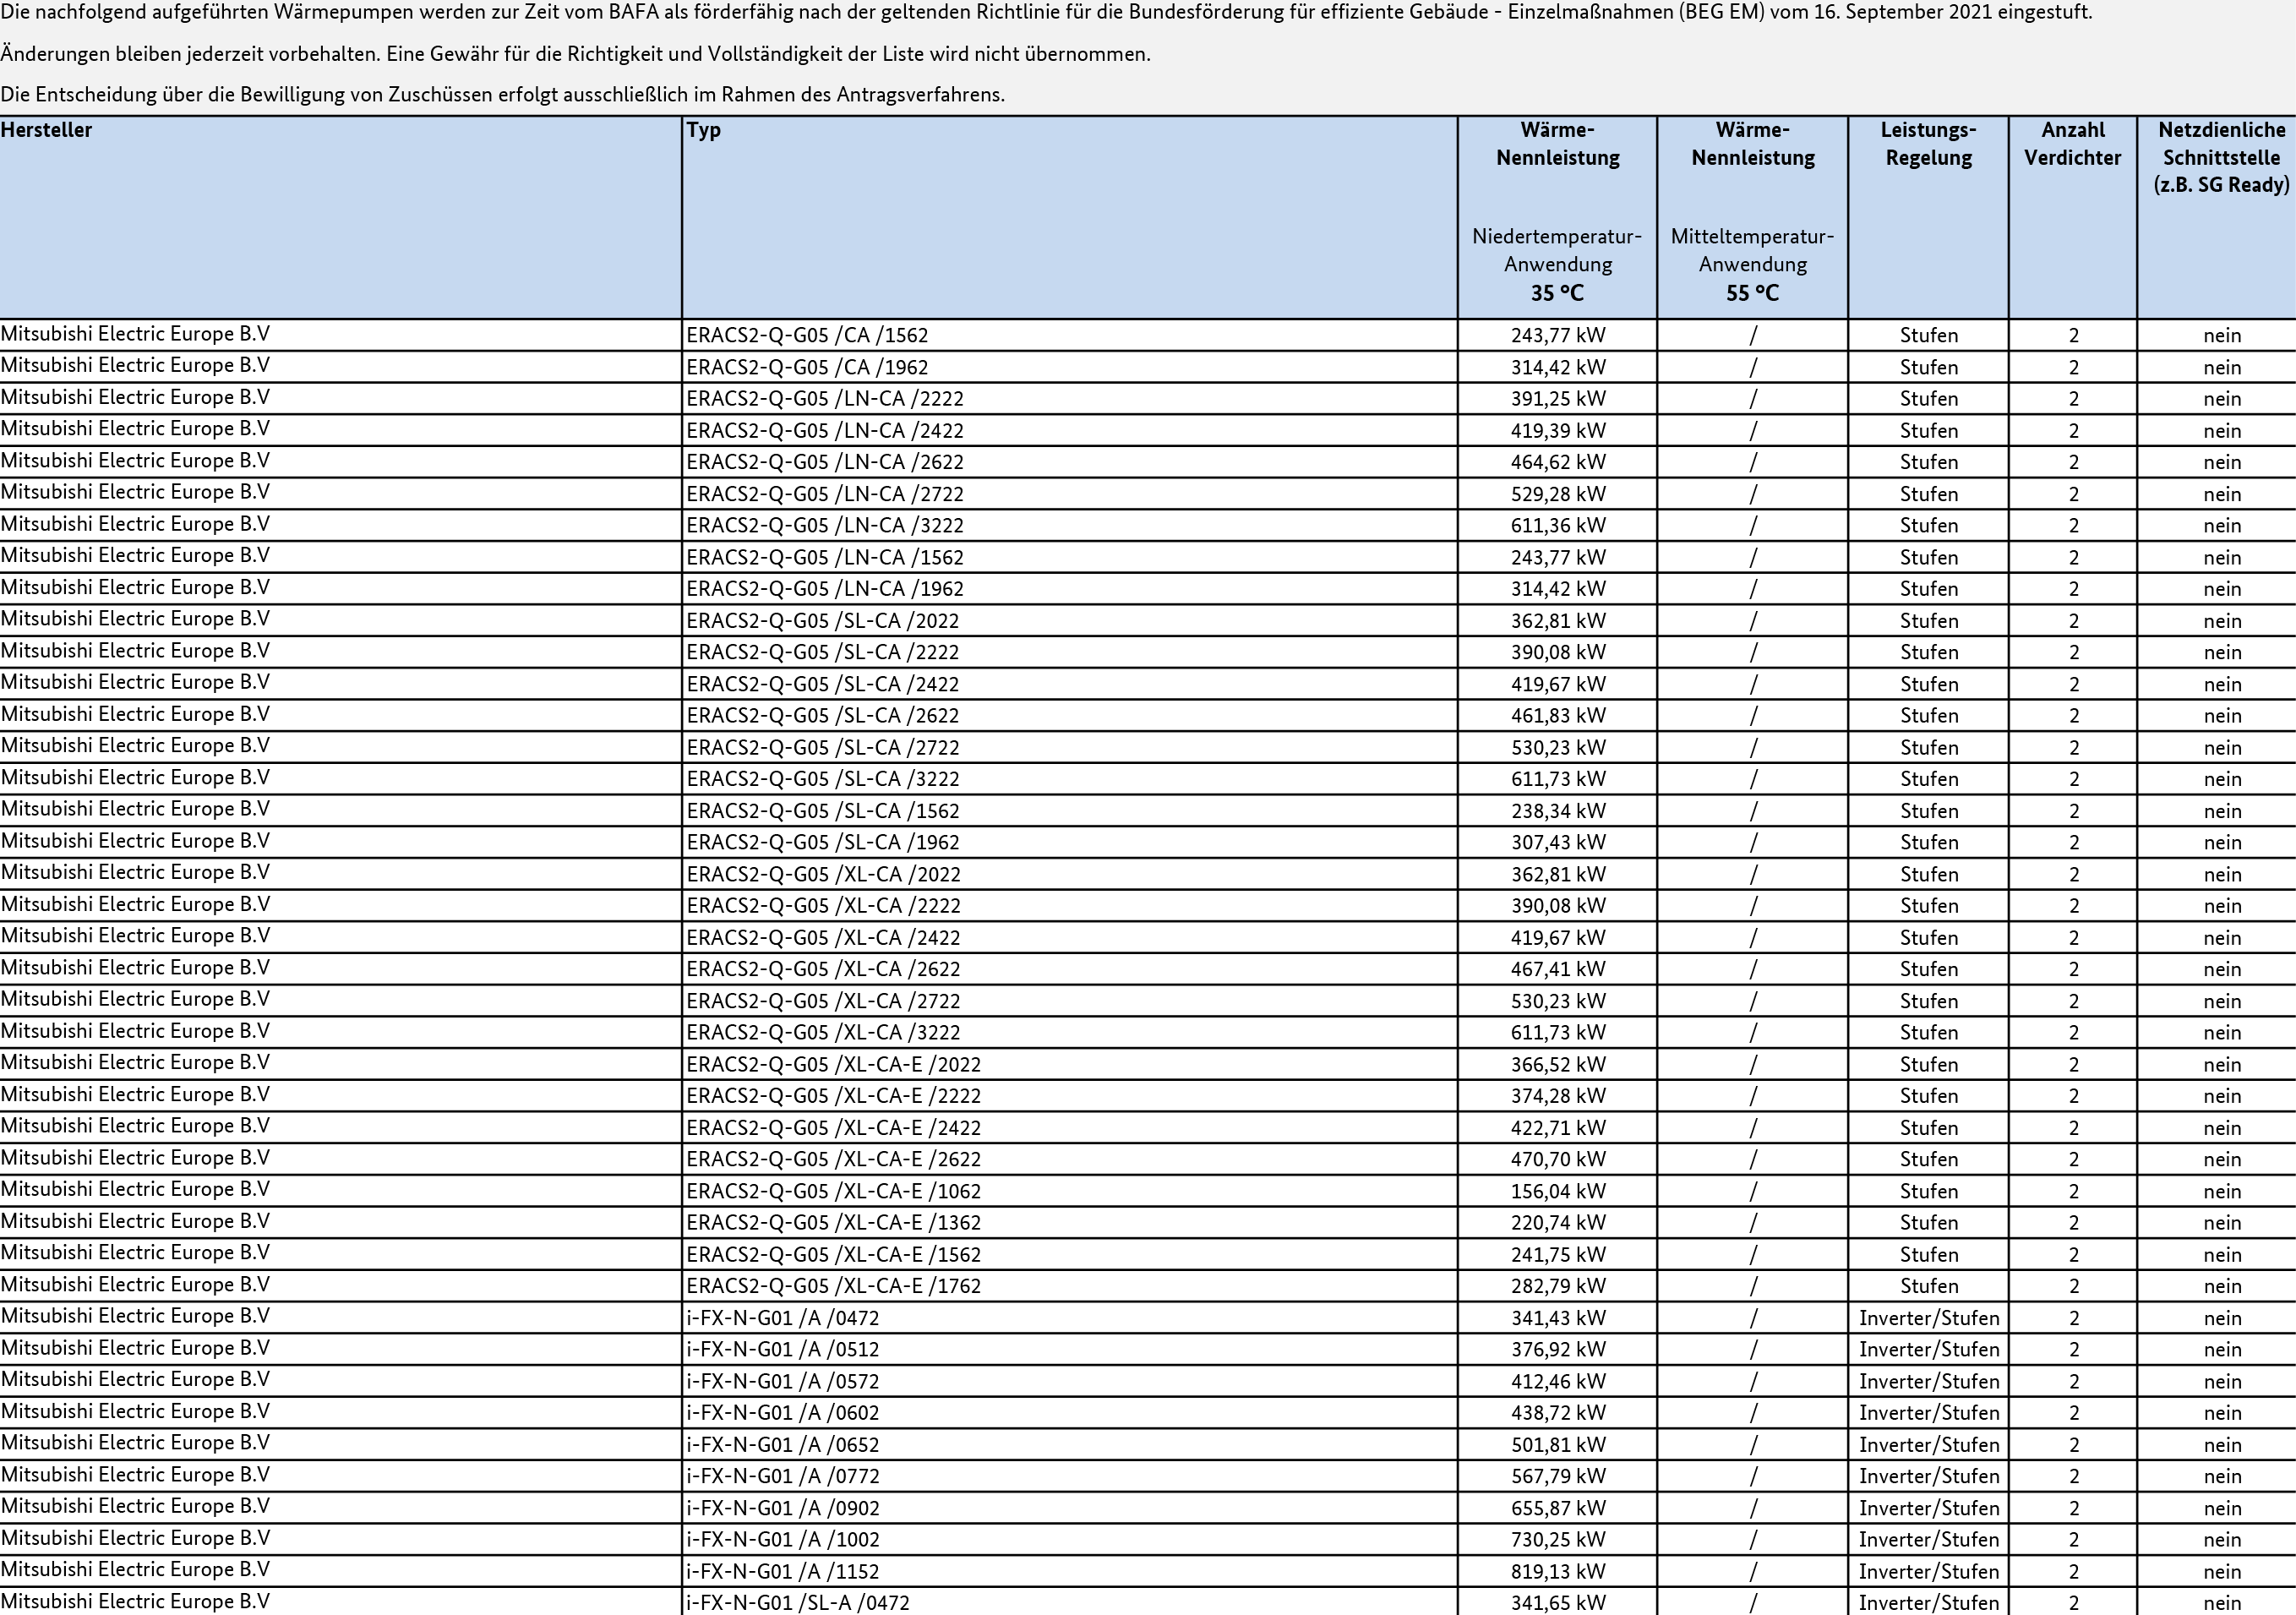 Die nachfolgend aufgeführten Wärmepumpen werden zur Zeit vom BAFA als förderfähig nach der geltenden Richtlinie für die Bundesförderung für effiziente Gebäude - Einzelmaßnahmen (BEG EM) vom 16. September 2021 eingestuft.
Änderungen bleiben jederzeit vorbehalten. Eine Gewähr für die Richtigkeit und Vollständigkeit der Liste wird nicht übernommen.
Die Entscheidung über die Bewilligung von Zuschüssen erfolgt ausschließlich im Rahmen des Antragsverfahrens.
Hersteller Typ Wärme- Wärme- Leistungs- Anzahl Netzdienliche
Nennleistung Nennleistung Regelung Verdichter Schnittstelle
(z.B. SG Ready)
Niedertemperatur- Mitteltemperatur-
Anwendung Anwendung
35 °C 55 °C
Mitsubishi Electric Europe B.V ERACS2-Q-G05 /CA /1562 243,77 kW / Stufen 2 nein
Mitsubishi Electric Europe B.V ERACS2-Q-G05 /CA /1962 314,42 kW / Stufen 2 nein
Mitsubishi Electric Europe B.V ERACS2-Q-G05 /LN-CA /2222 391,25 kW / Stufen 2 nein
Mitsubishi Electric Europe B.V ERACS2-Q-G05 /LN-CA /2422 419,39 kW / Stufen 2 nein
Mitsubishi Electric Europe B.V ERACS2-Q-G05 /LN-CA /2622 464,62 kW / Stufen 2 nein
Mitsubishi Electric Europe B.V ERACS2-Q-G05 /LN-CA /2722 529,28 kW / Stufen 2 nein
Mitsubishi Electric Europe B.V ERACS2-Q-G05 /LN-CA /3222 611,36 kW / Stufen 2 nein
Mitsubishi Electric Europe B.V ERACS2-Q-G05 /LN-CA /1562 243,77 kW / Stufen 2 nein
Mitsubishi Electric Europe B.V ERACS2-Q-G05 /LN-CA /1962 314,42 kW / Stufen 2 nein
Mitsubishi Electric Europe B.V ERACS2-Q-G05 /SL-CA /2022 362,81 kW / Stufen 2 nein
Mitsubishi Electric Europe B.V ERACS2-Q-G05 /SL-CA /2222 390,08 kW / Stufen 2 nein
Mitsubishi Electric Europe B.V ERACS2-Q-G05 /SL-CA /2422 419,67 kW / Stufen 2 nein
Mitsubishi Electric Europe B.V ERACS2-Q-G05 /SL-CA /2622 461,83 kW / Stufen 2 nein
Mitsubishi Electric Europe B.V ERACS2-Q-G05 /SL-CA /2722 530,23 kW / Stufen 2 nein
Mitsubishi Electric Europe B.V ERACS2-Q-G05 /SL-CA /3222 611,73 kW / Stufen 2 nein
Mitsubishi Electric Europe B.V ERACS2-Q-G05 /SL-CA /1562 238,34 kW / Stufen 2 nein
Mitsubishi Electric Europe B.V ERACS2-Q-G05 /SL-CA /1962 307,43 kW / Stufen 2 nein
Mitsubishi Electric Europe B.V ERACS2-Q-G05 /XL-CA /2022 362,81 kW / Stufen 2 nein
Mitsubishi Electric Europe B.V ERACS2-Q-G05 /XL-CA /2222 390,08 kW / Stufen 2 nein
Mitsubishi Electric Europe B.V ERACS2-Q-G05 /XL-CA /2422 419,67 kW / Stufen 2 nein
Mitsubishi Electric Europe B.V ERACS2-Q-G05 /XL-CA /2622 467,41 kW / Stufen 2 nein
Mitsubishi Electric Europe B.V ERACS2-Q-G05 /XL-CA /2722 530,23 kW / Stufen 2 nein
Mitsubishi Electric Europe B.V ERACS2-Q-G05 /XL-CA /3222 611,73 kW / Stufen 2 nein
Mitsubishi Electric Europe B.V ERACS2-Q-G05 /XL-CA-E /2022 366,52 kW / Stufen 2 nein
Mitsubishi Electric Europe B.V ERACS2-Q-G05 /XL-CA-E /2222 374,28 kW / Stufen 2 nein
Mitsubishi Electric Europe B.V ERACS2-Q-G05 /XL-CA-E /2422 422,71 kW / Stufen 2 nein
Mitsubishi Electric Europe B.V ERACS2-Q-G05 /XL-CA-E /2622 470,70 kW / Stufen 2 nein
Mitsubishi Electric Europe B.V ERACS2-Q-G05 /XL-CA-E /1062 156,04 kW / Stufen 2 nein
Mitsubishi Electric Europe B.V ERACS2-Q-G05 /XL-CA-E /1362 220,74 kW / Stufen 2 nein
Mitsubishi Electric Europe B.V ERACS2-Q-G05 /XL-CA-E /1562 241,75 kW / Stufen 2 nein
Mitsubishi Electric Europe B.V ERACS2-Q-G05 /XL-CA-E /1762 282,79 kW / Stufen 2 nein
Mitsubishi Electric Europe B.V i-FX-N-G01 /A /0472 341,43 kW / Inverter/Stufen 2 nein
Mitsubishi Electric Europe B.V i-FX-N-G01 /A /0512 376,92 kW / Inverter/Stufen 2 nein
Mitsubishi Electric Europe B.V i-FX-N-G01 /A /0572 412,46 kW / Inverter/Stufen 2 nein
Mitsubishi Electric Europe B.V i-FX-N-G01 /A /0602 438,72 kW / Inverter/Stufen 2 nein
Mitsubishi Electric Europe B.V i-FX-N-G01 /A /0652 501,81 kW / Inverter/Stufen 2 nein
Mitsubishi Electric Europe B.V i-FX-N-G01 /A /0772 567,79 kW / Inverter/Stufen 2 nein
Mitsubishi Electric Europe B.V i-FX-N-G01 /A /0902 655,87 kW / Inverter/Stufen 2 nein
Mitsubishi Electric Europe B.V i-FX-N-G01 /A /1002 730,25 kW / Inverter/Stufen 2 nein
Mitsubishi Electric Europe B.V i-FX-N-G01 /A /1152 819,13 kW / Inverter/Stufen 2 nein
Mitsubishi Electric Europe B.V i-FX-N-G01 /SL-A /0472 341,65 kW / Inverter/Stufen 2 nein